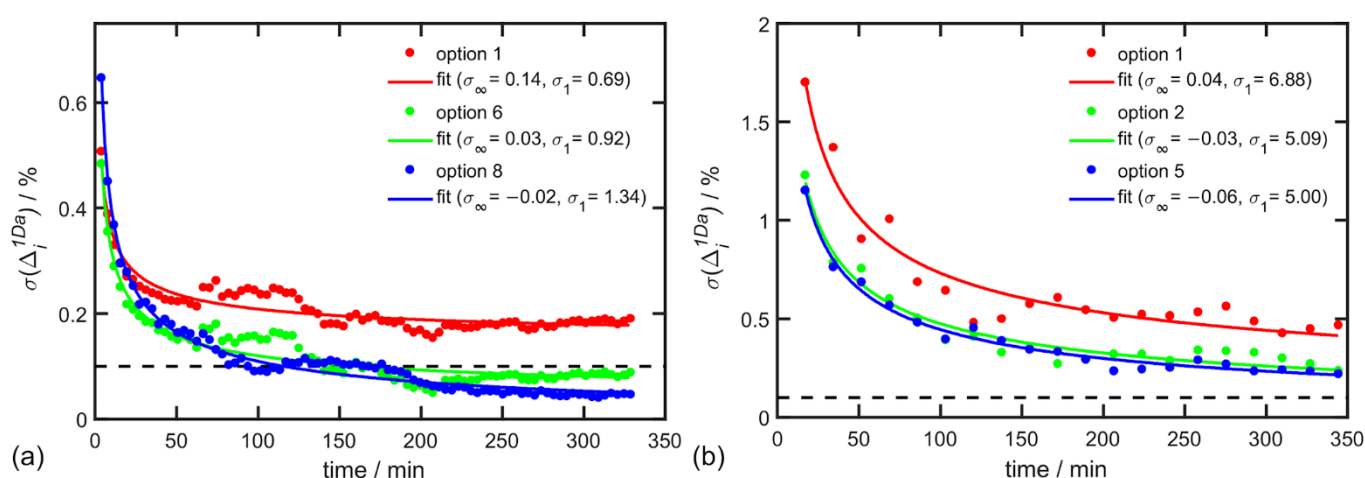 σ(Δᵢ¹ᴰᵃ) / %
0.6
0.4
0.2
0
option 1
fit (σ∞ = 0.14, σ₁ = 0.69)
option 6
fit (σ∞ = 0.03, σ₁ = 0.92)
option 8
fit (σ∞ = −0.02, σ₁ = 1.34)
0 50 100 150 200 250 300 350
time / min
(a)
σ(Δᵢ¹ᴰᵃ) / %
2
1.5
1
0.5
0
option 1
fit (σ∞ = 0.04, σ₁ = 6.88)
option 2
fit (σ∞ = −0.03, σ₁ = 5.09)
option 5
fit (σ∞ = −0.06, σ₁ = 5.00)
0 50 100 150 200 250 300 350
time / min
(b)